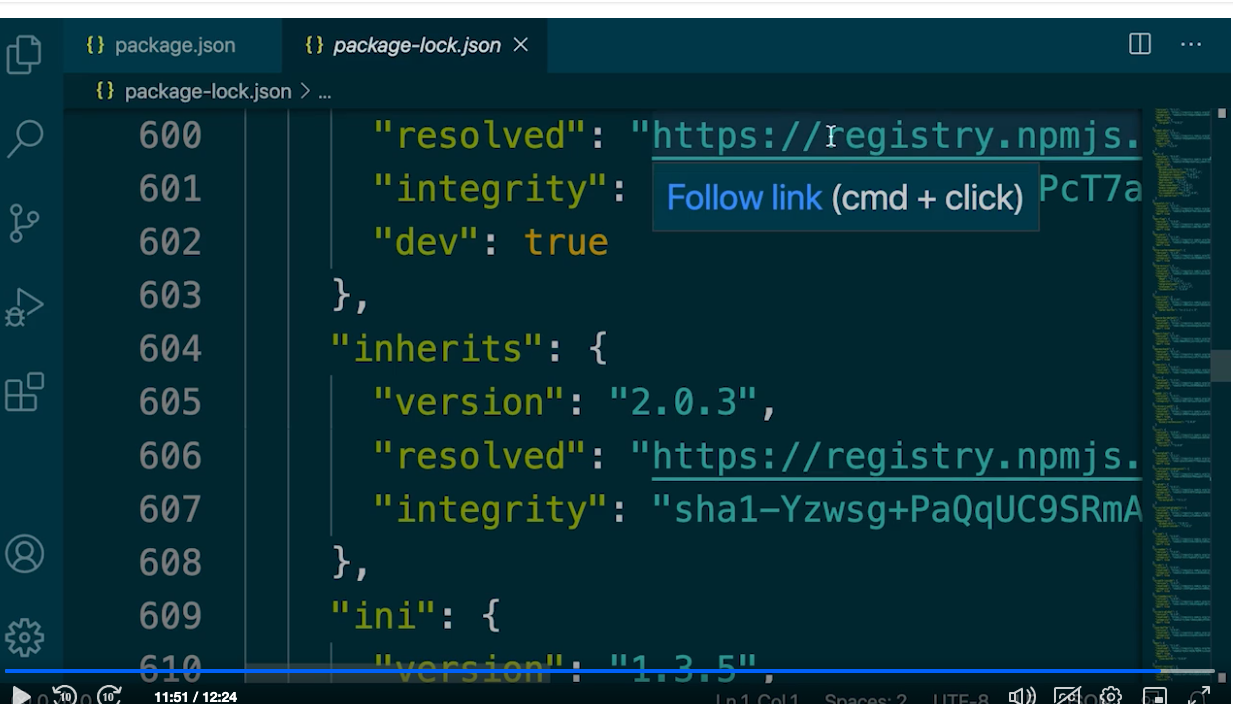 {} package.json {} package-lock.json ×
{} package-lock.json > ...
600 "resolved": "https://registry.npmjs.
601 "integrity": PcT7a
Follow link (cmd + click)
602 "dev": true
603 },
604 "inherits": {
605 "version": "2.0.3",
606 "resolved": "https://registry.npmjs.
607 "integrity": "sha1-Yzwsg+PaQqUC9SRmA
608 },
609 "ini": {
610 "version": "1.3.5",
10 10 11:51 / 12:24 Ln 1, Col 1 Spaces: 2 UTF-8